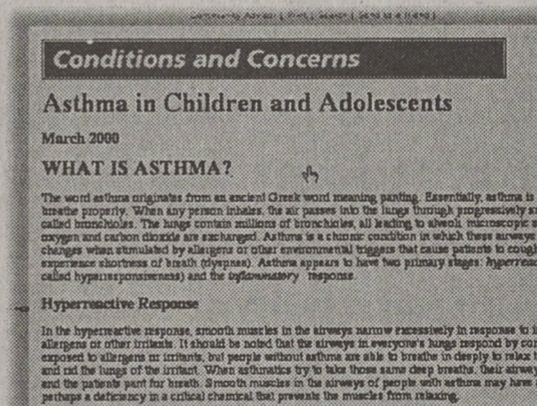 Community Advisor | Print | Search | Send to a Friend |
Conditions and Concerns
Asthma in Children and Adolescents
March 2000
WHAT IS ASTHMA?
The word asthma originates from an ancient Greek word meaning panting. Essentially, asthma is
breathe properly. When any person inhales, the air passes into the lungs through progressively
called bronchioles. The lungs contain millions of bronchioles, all leading to alveoli, microscopic
oxygen and carbon dioxide are exchanged. Asthma is a chronic condition in which these airways
changes when stimulated by allergens or other environmental triggers that cause patients to cough
experience shortness of breath (dyspnea). Asthma appears to have two primary stages:
called hyperresponsiveness) and the inflammatory response.
Hyperreactive Response
In the hyperreactive response, smooth muscles in the airways narrow excessively in response to
allergens or other irritants. It should be noted that the airways in everyone's lungs respond by
exposed to allergens or irritants, but people without asthma are able to breathe in deeply to relax
and rid the lungs of the irritant. When asthmatics try to take those same deep breaths, their
and the patients pant for breath. Smooth muscles in the airways of people with asthma may have
perhaps a deficiency in a critical chemical that prevents the muscles from relaxing.